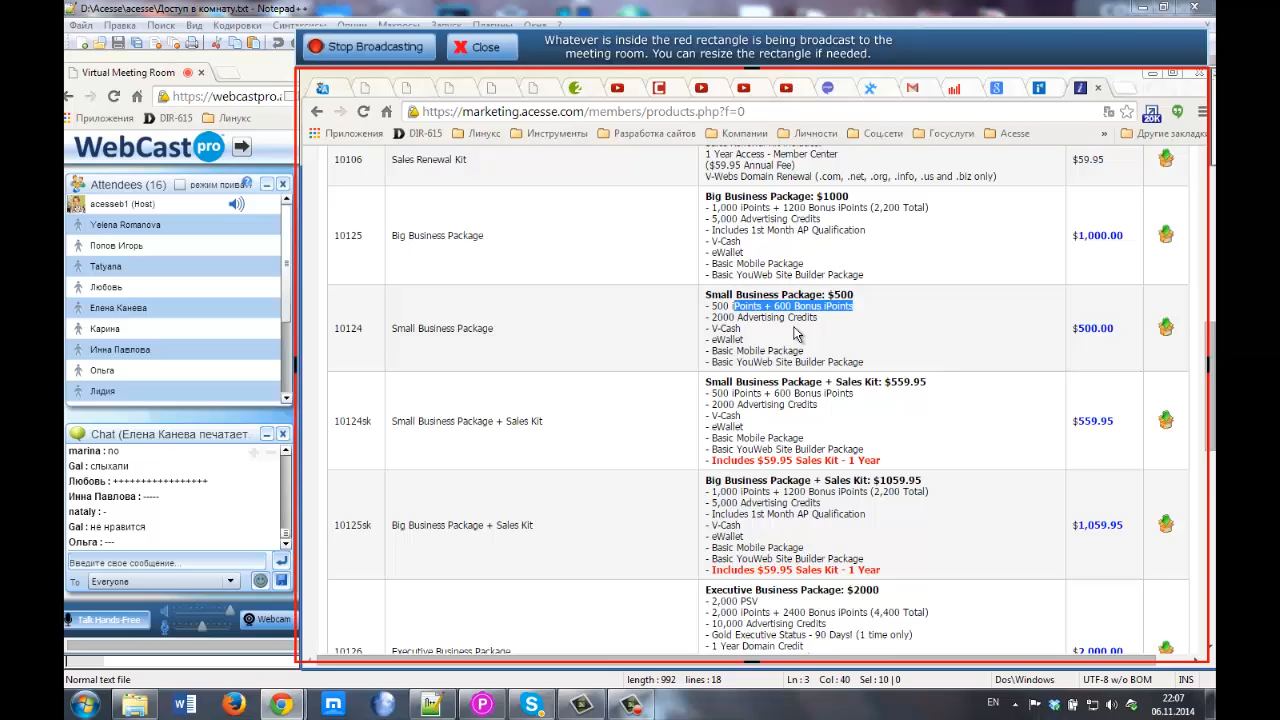 D:\Acesse\acesse\Доступ в комнату.txt - Notepad++
Файл Правка Поиск Вид Кодировки Синтаксисы Опции Макросы Запуск Плагины Окна ?
Stop Broadcasting
Close
Whatever is inside the red rectangle is being broadcast to the
meeting room. You can resize the rectangle if needed.
Virtual Meeting Room
https://webcastpro.
Приложения DIR-615
WebCast pro
Attendees (16) режим прива
acesseb1 (Host)
Yelena Romanova
Попов Игорь
Tatyana
Любовь
Елена Канева
Карина
Инна Павлова
Ольга
Лидия
Chat (Елена Канева печатает
marina : no
Gal : слыхали
Любовь : +++++++++++++++++
Инна Павлова : -----
nataly : -
Gal : не нравится
Ольга : ---
Введите свое сообщение...
To Everyone
Talk Hands-Free
Webcam
https://marketing.acesse.com/members/products.php?f=0
20K
Приложения DIR-615 Линукс Инструменты Разработка сайтов Компании Личности Соц.сети Госуслуги Acesse » Другие закладки
10106 Sales Renewal Kit
1 Year Access - Member Center
($59.95 Annual Fee)
V-Webs Domain Renewal (.com, .net, .org, .info, .us and .biz only)
$59.95
10125 Big Business Package
Big Business Package: $1000
- 1,000 iPoints + 1200 Bonus iPoints (2,200 Total)
- 5,000 Advertising Credits
- Includes 1st Month AP Qualification
- V-Cash
- eWallet
- Basic Mobile Package
- Basic YouWeb Site Builder Package
$1,000.00
10124 Small Business Package
Small Business Package: $500
- 500 iPoints + 600 Bonus iPoints
- 2000 Advertising Credits
- V-Cash
- eWallet
- Basic Mobile Package
- Basic YouWeb Site Builder Package
$500.00
10124sk Small Business Package + Sales Kit
Small Business Package + Sales Kit: $559.95
- 500 iPoints + 600 Bonus iPoints
- 2000 Advertising Credits
- V-Cash
- eWallet
- Basic Mobile Package
- Basic YouWeb Site Builder Package
- Includes $59.95 Sales Kit - 1 Year
$559.95
10125sk Big Business Package + Sales Kit
Big Business Package + Sales Kit: $1059.95
- 1,000 iPoints + 1200 Bonus iPoints (2,200 Total)
- 5,000 Advertising Credits
- Includes 1st Month AP Qualification
- V-Cash
- eWallet
- Basic Mobile Package
- Basic YouWeb Site Builder Package
- Includes $59.95 Sales Kit - 1 Year
$1,059.95
10126 Executive Business Package
Executive Business Package: $2000
- 2,000 PSV
- 2,000 iPoints + 2400 Bonus iPoints (4,400 Total)
- 10,000 Advertising Credits
- Gold Executive Status - 90 Days! (1 time only)
- 1 Year Domain Credit
$2,000.00
Normal text file length : 992 lines : 18 Ln : 3 Col : 40 Sel : 10 | 0 Dos\Windows UTF-8 w/o BOM INS
EN
22:07
06.11.2014